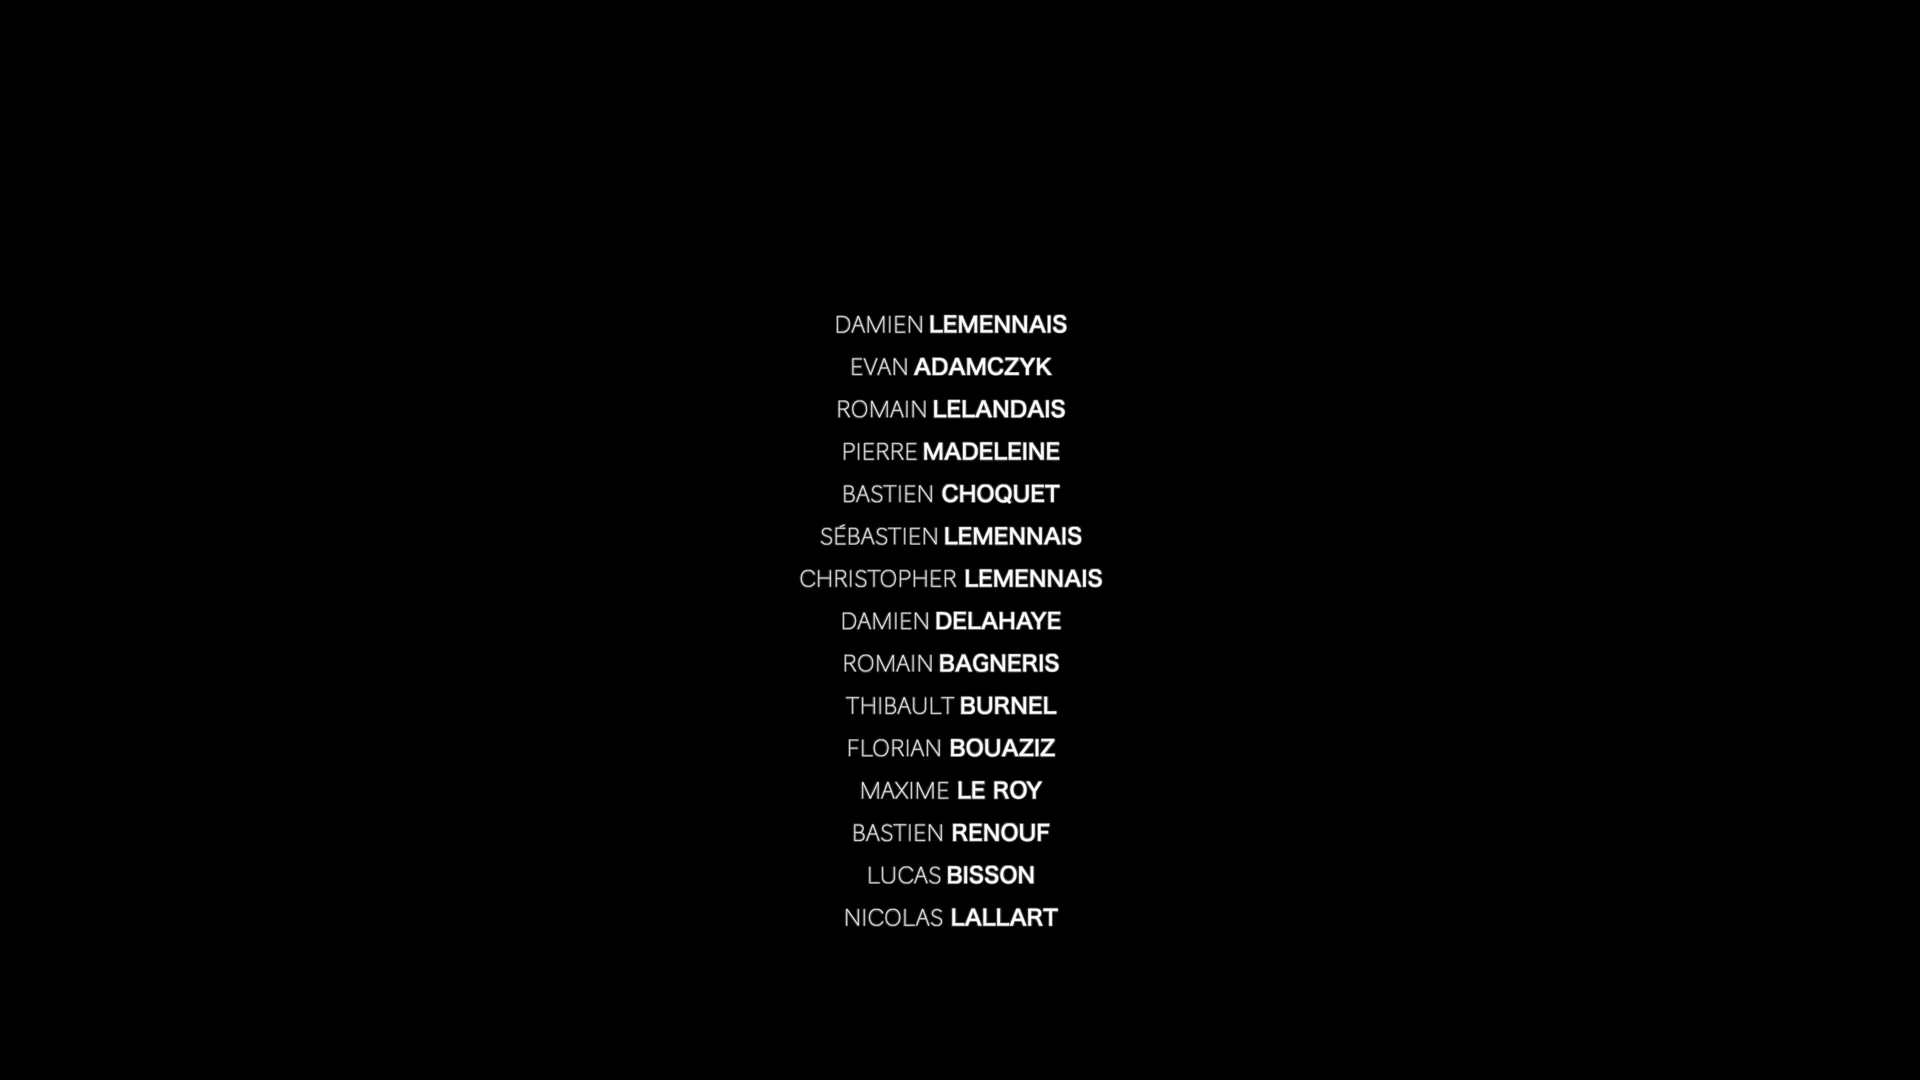 DAMIEN LEMENNAIS
EVAN ADAMCZYK
ROMAIN LELANDAIS
PIERRE MADELEINE
BASTIEN CHOQUET
SÉBASTIEN LEMENNAIS
CHRISTOPHER LEMENNAIS
DAMIEN DELAHAYE
ROMAIN BAGNERIS
THIBAULT BURNEL
FLORIAN BOUAZIZ
MAXIME LE ROY
BASTIEN RENOUF
LUCAS BISSON
NICOLAS LALLART